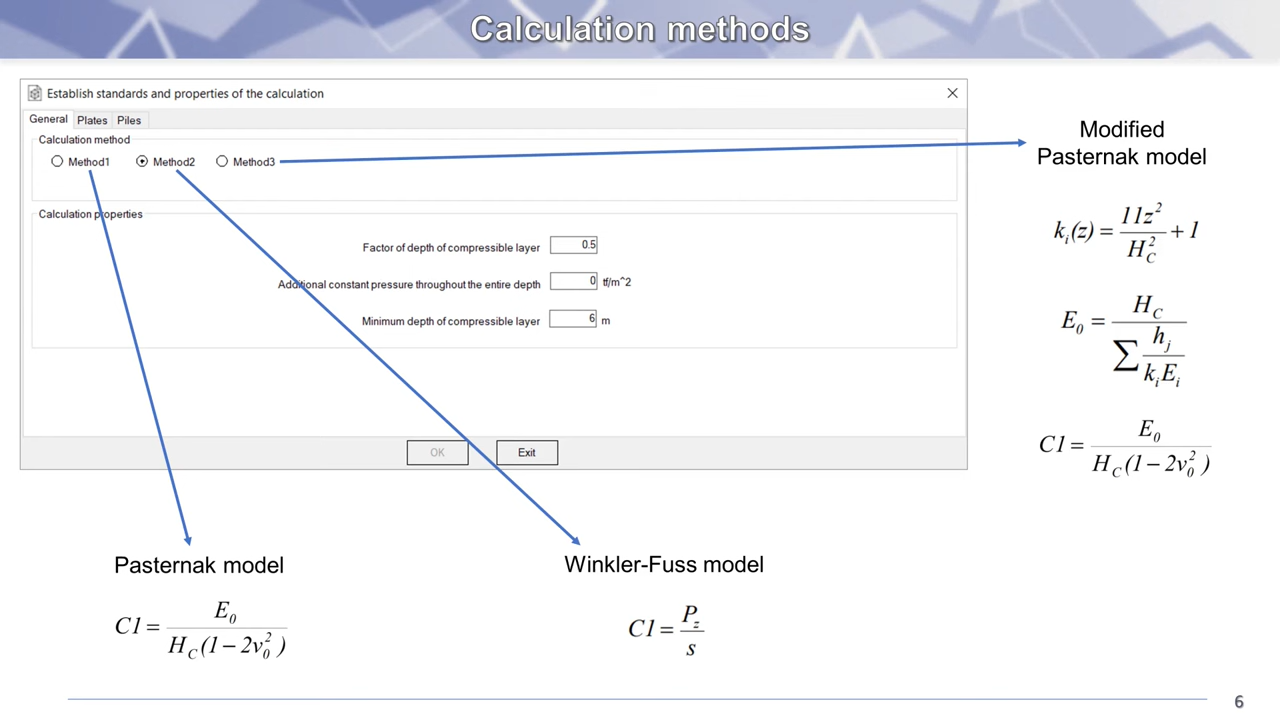 Calculation methods
Establish standards and properties of the calculation
General Plates Piles
Calculation method
Method1 Method2 Method3
Calculation properties
Factor of depth of compressible layer 0.5
Additional constant pressure throughout the entire depth 0 tf/m^2
Minimum depth of compressible layer 6 m
OK Exit
Modified
Pasternak model
k_i(z) = 11z^2 / H_C^2 + 1
E_0 = H_C / ∑ h_j / k_i E_i
C1 = E_0 / H_C (1 − 2v_0^2 )
Pasternak model
C1 = E_0 / H_C (1 − 2v_0^2 )
Winkler-Fuss model
C1 = P_z / s
6